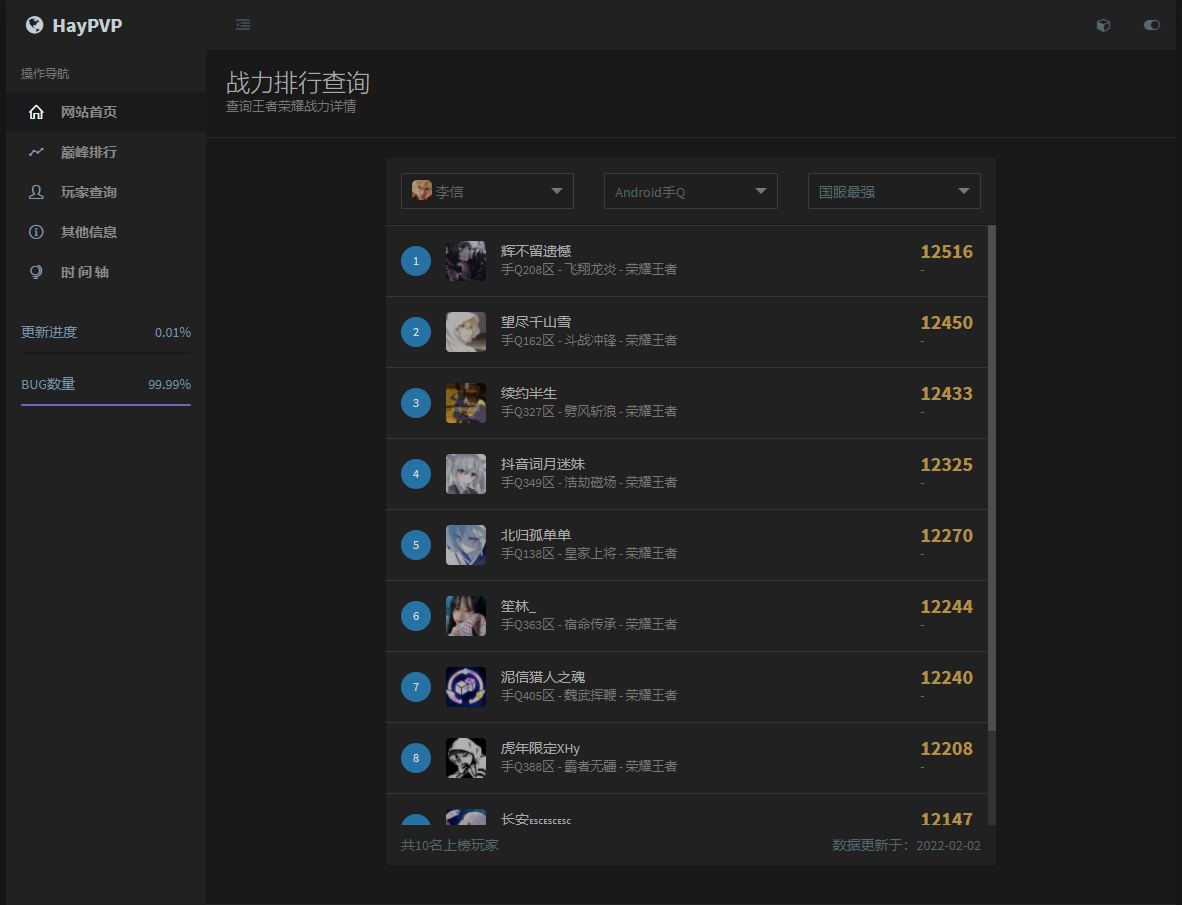 HayPVP
操作导航
网站首页
巅峰排行
玩家查询
其他信息
时 间 轴
更新进度 0.01%
BUG数量 99.99%
战力排行查询
查询王者荣耀战力详情
李信 Android手Q 国服最强
1 辉不留遗憾 12516
手Q208区 - 飞翔龙炎 - 荣耀王者 -
2 望尽千山雪 12450
手Q162区 - 斗战冲锋 - 荣耀王者 -
3 续约半生 12433
手Q327区 - 劈风斩浪 - 荣耀王者 -
4 抖音词月迷妹 12325
手Q349区 - 浩劫磁场 - 荣耀王者 -
5 北归孤单单 12270
手Q138区 - 皇家上将 - 荣耀王者 -
6 笙林_ 12244
手Q363区 - 宿命传承 - 荣耀王者 -
7 泥信猎人之魂 12240
手Q405区 - 魏武挥鞭 - 荣耀王者 -
8 虎年限定XHy 12208
手Q388区 - 霸者无疆 - 荣耀王者 -
长安ᴇsᴄᴇsᴄᴇsᴄ 12147
共10名上榜玩家 数据更新于：2022-02-02